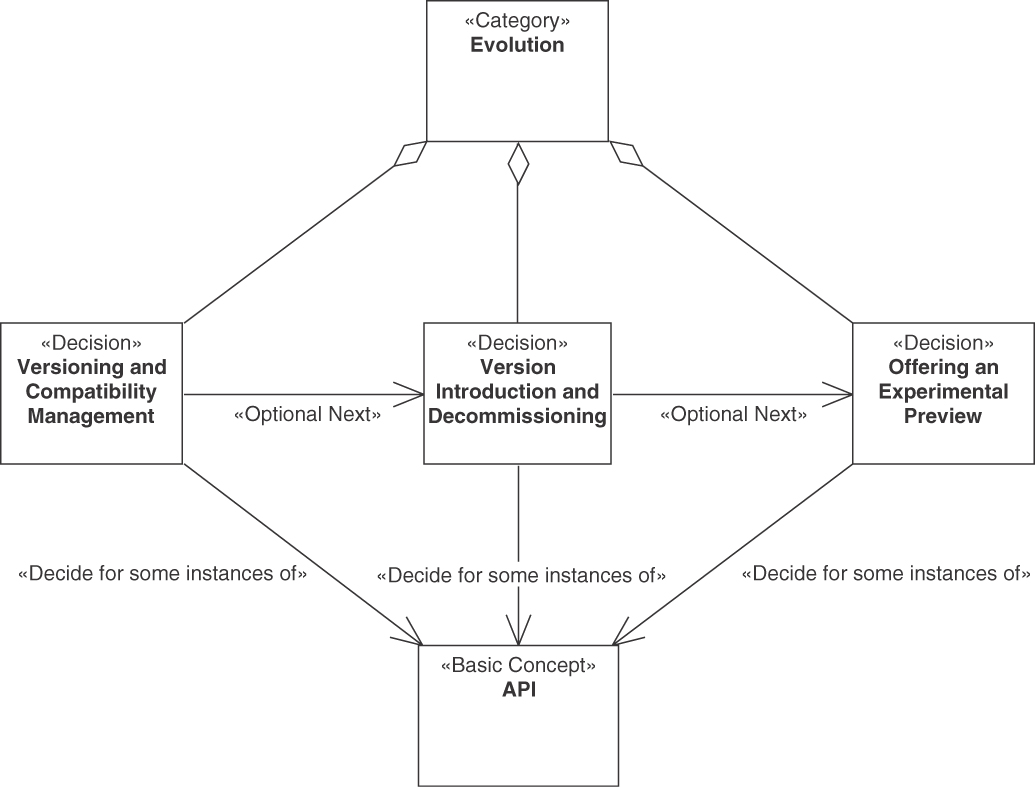 «Category»
Evolution
«Decision»
Versioning and
Compatibility
Management
«Optional Next»
«Decision»
Version
Introduction and
Decommissioning
«Optional Next»
«Decision»
Offering an
Experimental
Preview
«Decide for some instances of»
«Decide for some instances of»
«Decide for some instances of»
«Basic Concept»
API